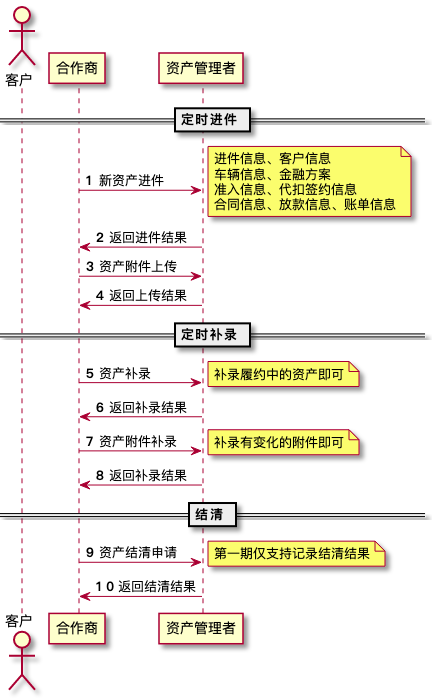 客户
合作商
资产管理者
定时进件
进件信息、客户信息
车辆信息、金融方案
准入信息、代扣签约信息
合同信息、放款信息、账单信息
1 新资产进件
2 返回进件结果
3 资产附件上传
4 返回上传结果
定时补录
5 资产补录
补录履约中的资产即可
6 返回补录结果
7 资产附件补录
补录有变化的附件即可
8 返回补录结果
结清
9 资产结清申请
第一期仅支持记录结清结果
10 返回结清结果
客户
合作商
资产管理者